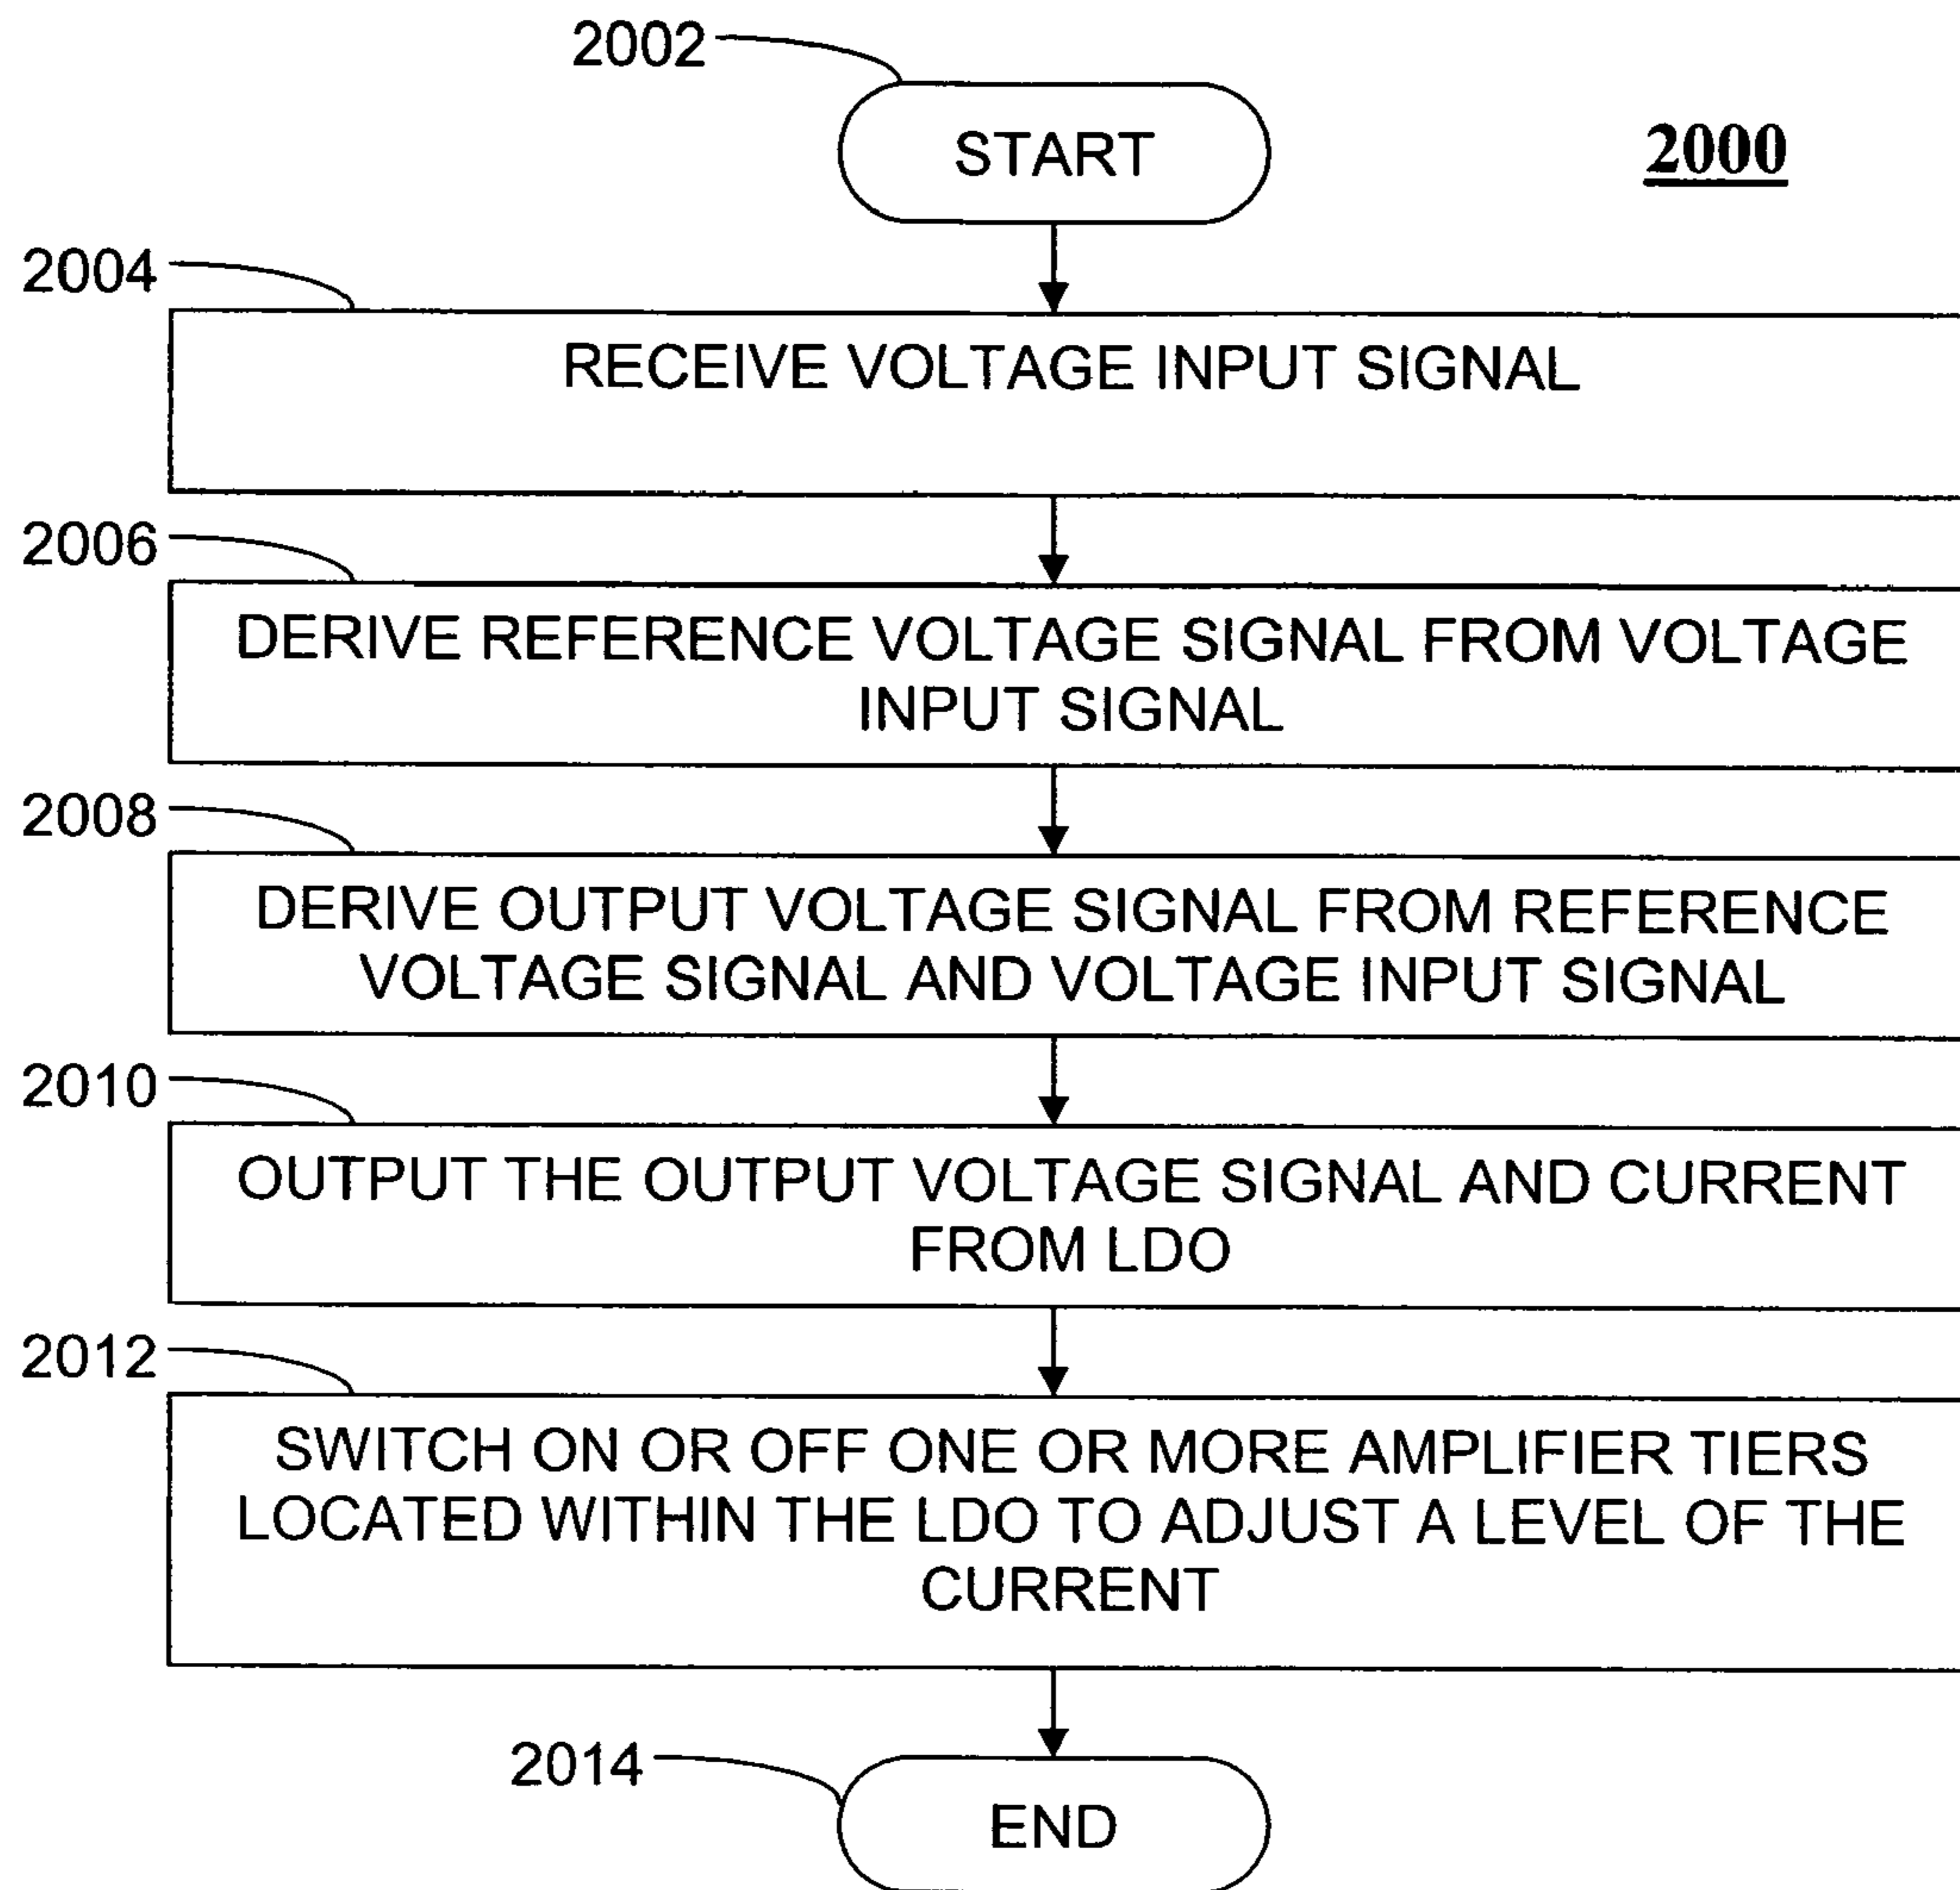 2002
START
2000
2004
RECEIVE VOLTAGE INPUT SIGNAL
2006
DERIVE REFERENCE VOLTAGE SIGNAL FROM VOLTAGE
INPUT SIGNAL
2008
DERIVE OUTPUT VOLTAGE SIGNAL FROM REFERENCE
VOLTAGE SIGNAL AND VOLTAGE INPUT SIGNAL
2010
OUTPUT THE OUTPUT VOLTAGE SIGNAL AND CURRENT
FROM LDO
2012
SWITCH ON OR OFF ONE OR MORE AMPLIFIER TIERS
LOCATED WITHIN THE LDO TO ADJUST A LEVEL OF THE
CURRENT
2014
END